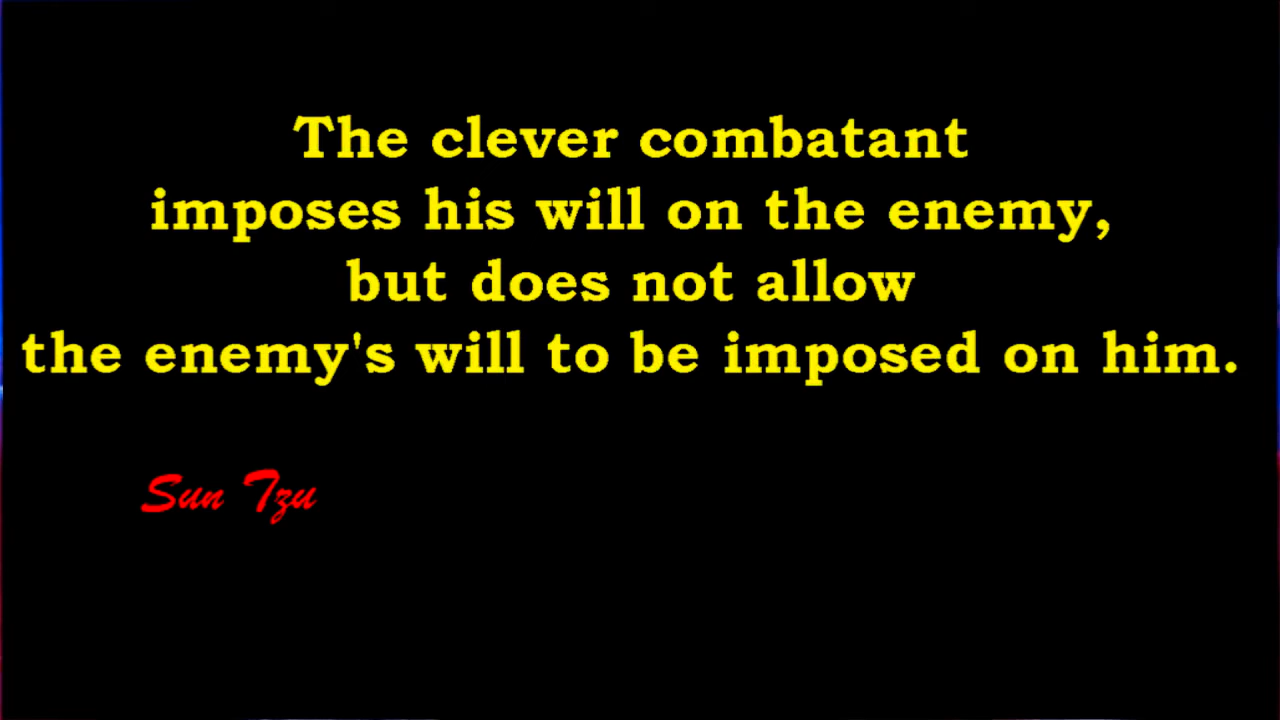 The clever combatant
imposes his will on the enemy,
but does not allow
the enemy's will to be imposed on him.
Sun Tzu